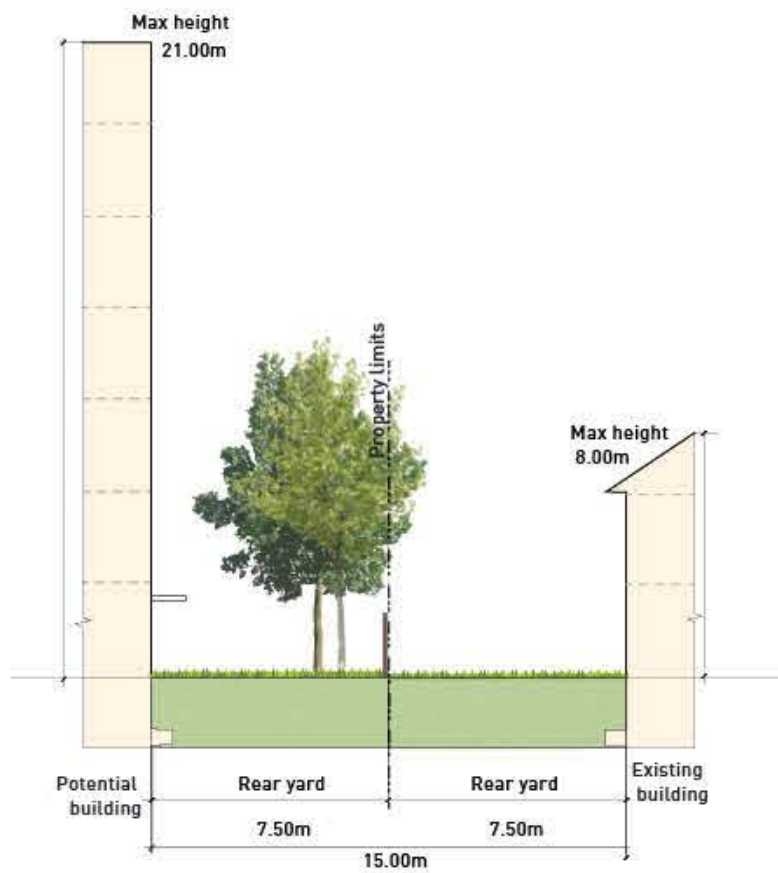 Max height
21.00m
Property limits
Max height
8.00m
Potential
building
Rear yard
Rear yard
Existing
building
7.50m
7.50m
15.00m